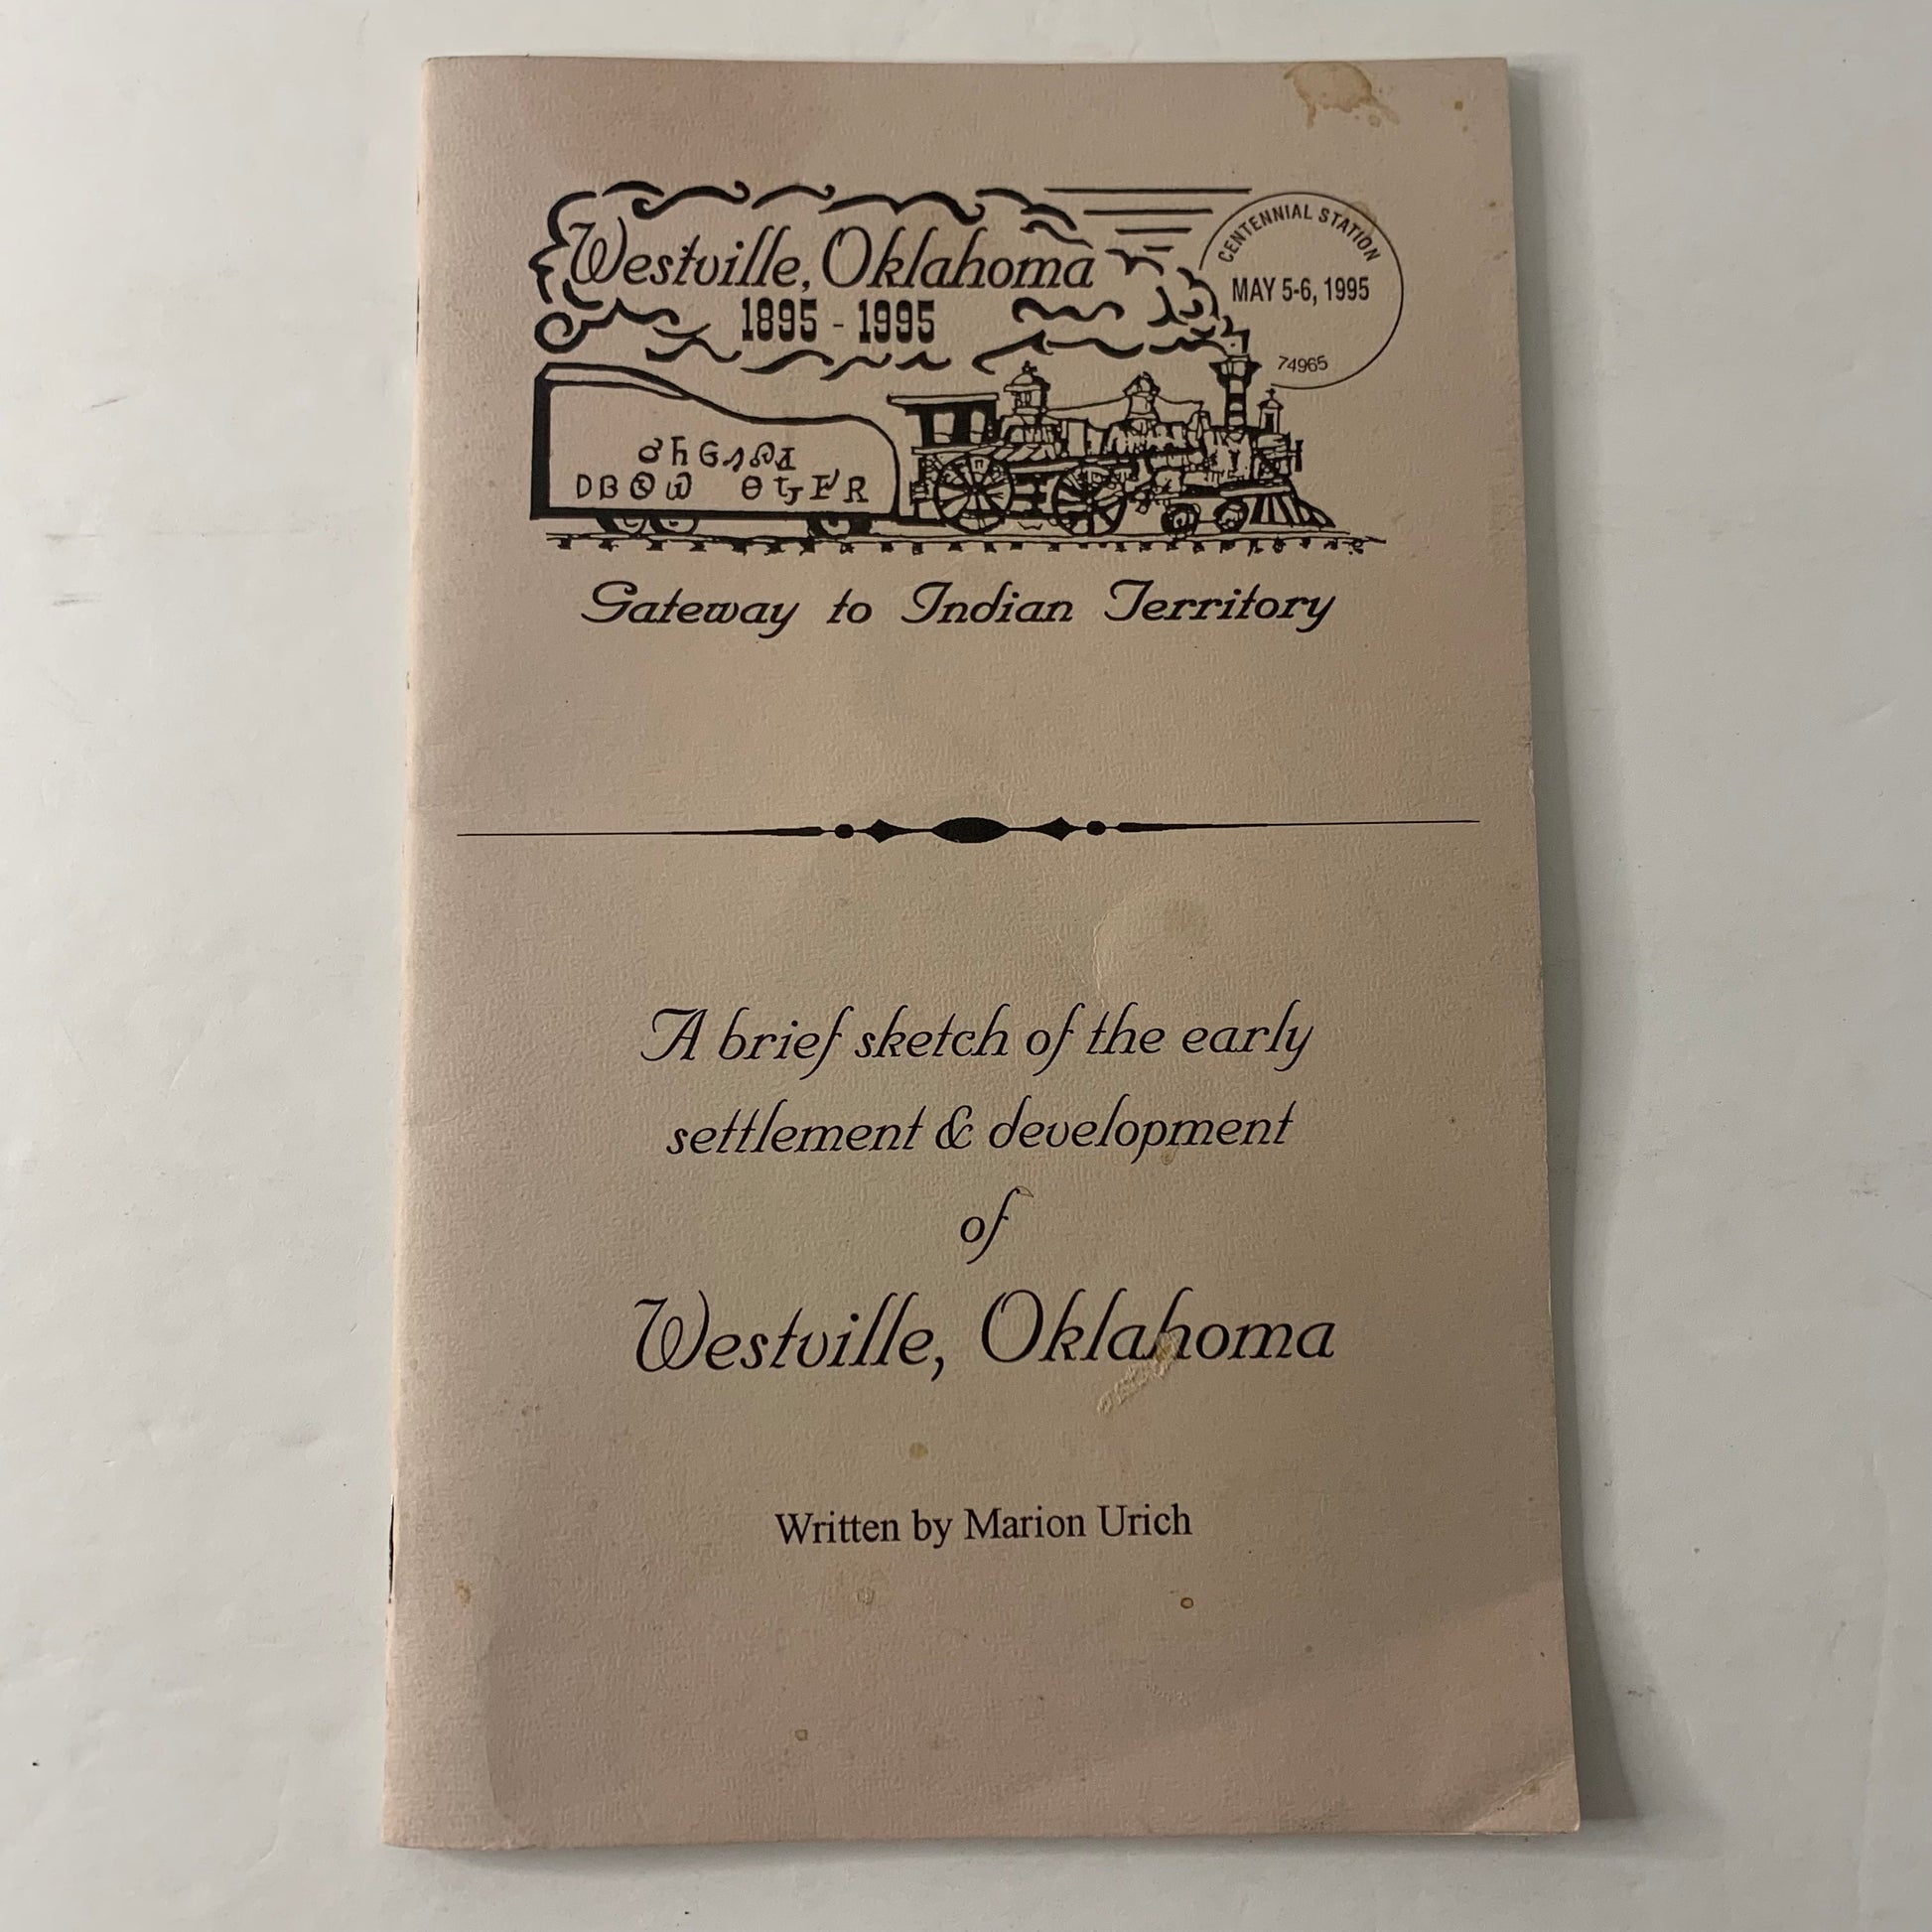 Westville, Oklahoma
1895 - 1995
CENTENNIAL STATION
MAY 5-6, 1995
74965
ᎠᏴᏫᏯ
Gateway to Indian Territory
A brief sketch of the early
settlement & development
of
Westville, Oklahoma
Written by Marion Urich